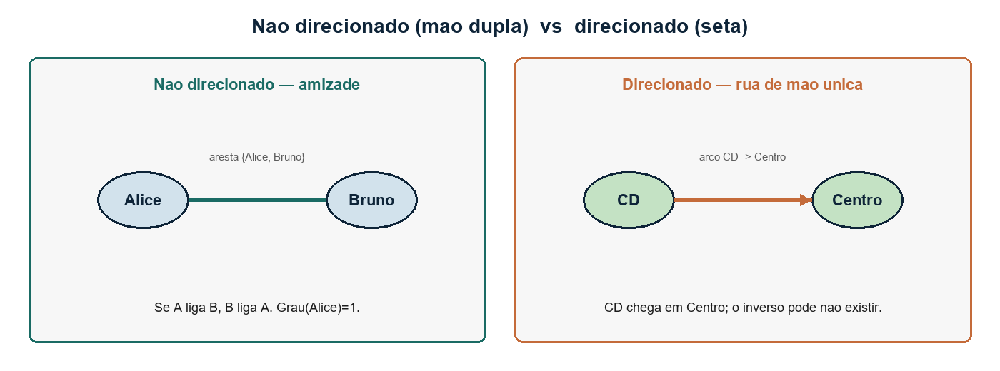 Nao direcionado (mao dupla)  vs  direcionado (seta)
Nao direcionado — amizade
aresta {Alice, Bruno}
Alice
Bruno
Se A liga B, B liga A. Grau(Alice)=1.
Direcionado — rua de mao unica
arco CD -> Centro
CD
Centro
CD chega em Centro; o inverso pode nao existir.